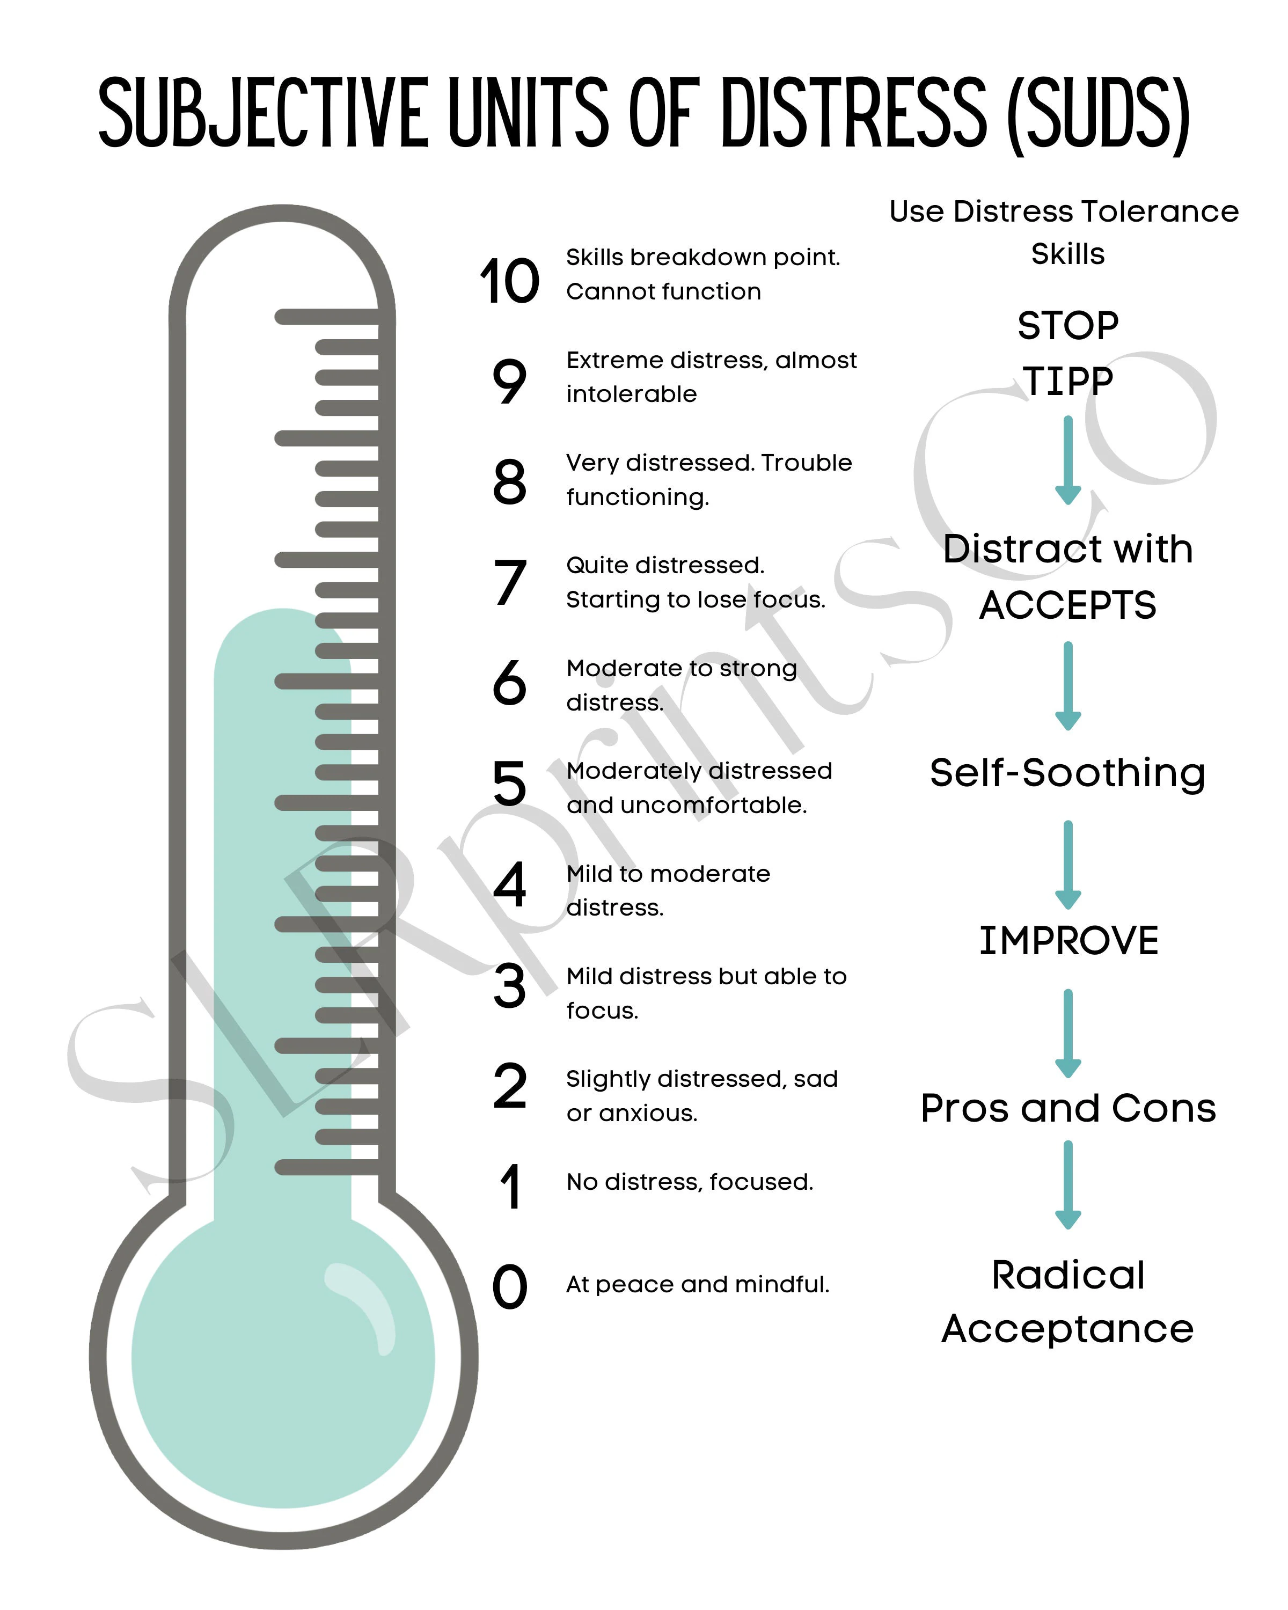 SUBJECTIVE UNITS OF DISTRESS (SUDS)
10
Skills breakdown point.
Cannot function
9
Extreme distress, almost
intolerable
8
Very distressed. Trouble
functioning.
7
Quite distressed.
Starting to lose focus.
6
Moderate to strong
distress.
5
Moderately distressed
and uncomfortable.
4
Mild to moderate
distress.
3
Mild distress but able to
focus.
2
Slightly distressed, sad
or anxious.
1
No distress, focused.
0
At peace and mindful.
Use Distress Tolerance
Skills
STOP
TIPP
Distract with
ACCEPTS
Self-Soothing
IMPROVE
Pros and Cons
Radical
Acceptance
SLRprintsCo